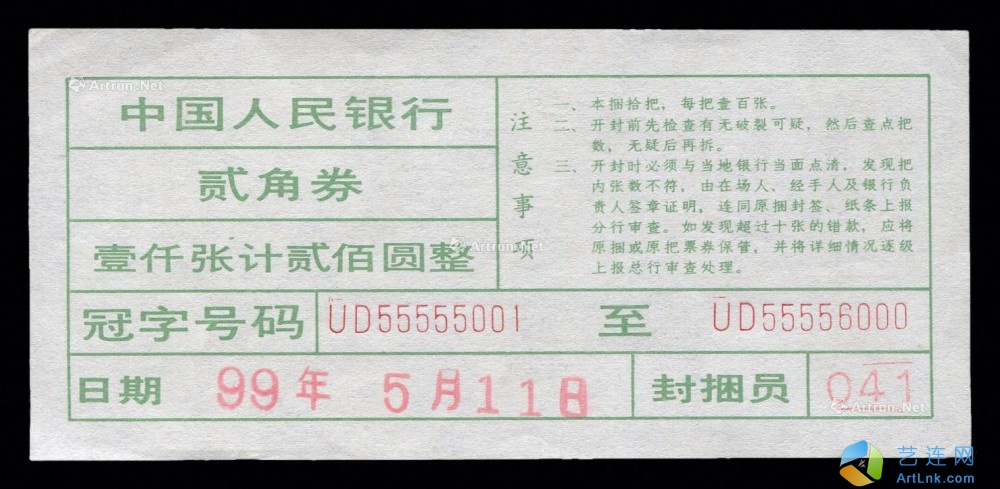 中国人民银行
贰角券
壹仟张计贰佰圆整
注意事项
一、本捆拾把,每把壹百张。
二、开封前先检查有无破裂可疑,然后查点把
数,无疑后再拆。
三、开封时必须与当地银行当面点清,发现把
内张数不符,由在场人、经手人及银行负
责人签章证明,连同原捆封签、纸条上报
分行审查。如发现超过十张的错款,应将
原捆或原把票券保管,并将详细情况逐级
上报总行审查处理。
冠字号码 UD55555001 至 UD55556000
日期 99年 5月11日 封捆员 041
Artron.Net
Artron.Net
Artron.Net
艺连网
ArtLnk.com